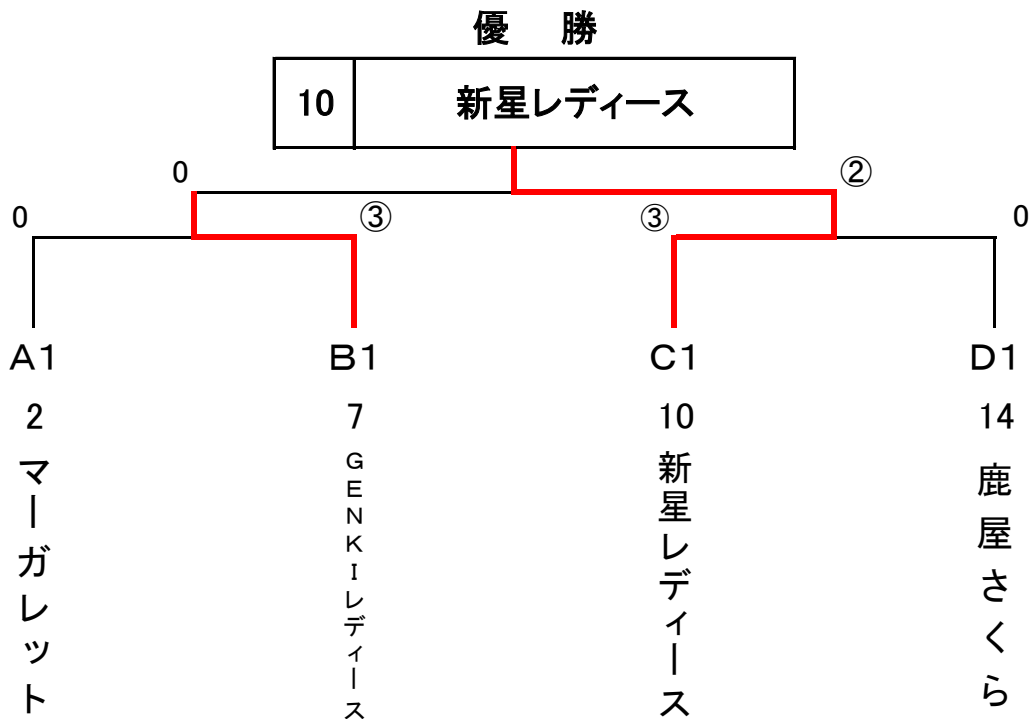 優　勝
10 新星レディース
0 ②
0 ③ ③ 0
A1 B1 C1 D1
2 7 10 14
マーガレット
GENKIレディース
新星レディース
鹿屋さくら